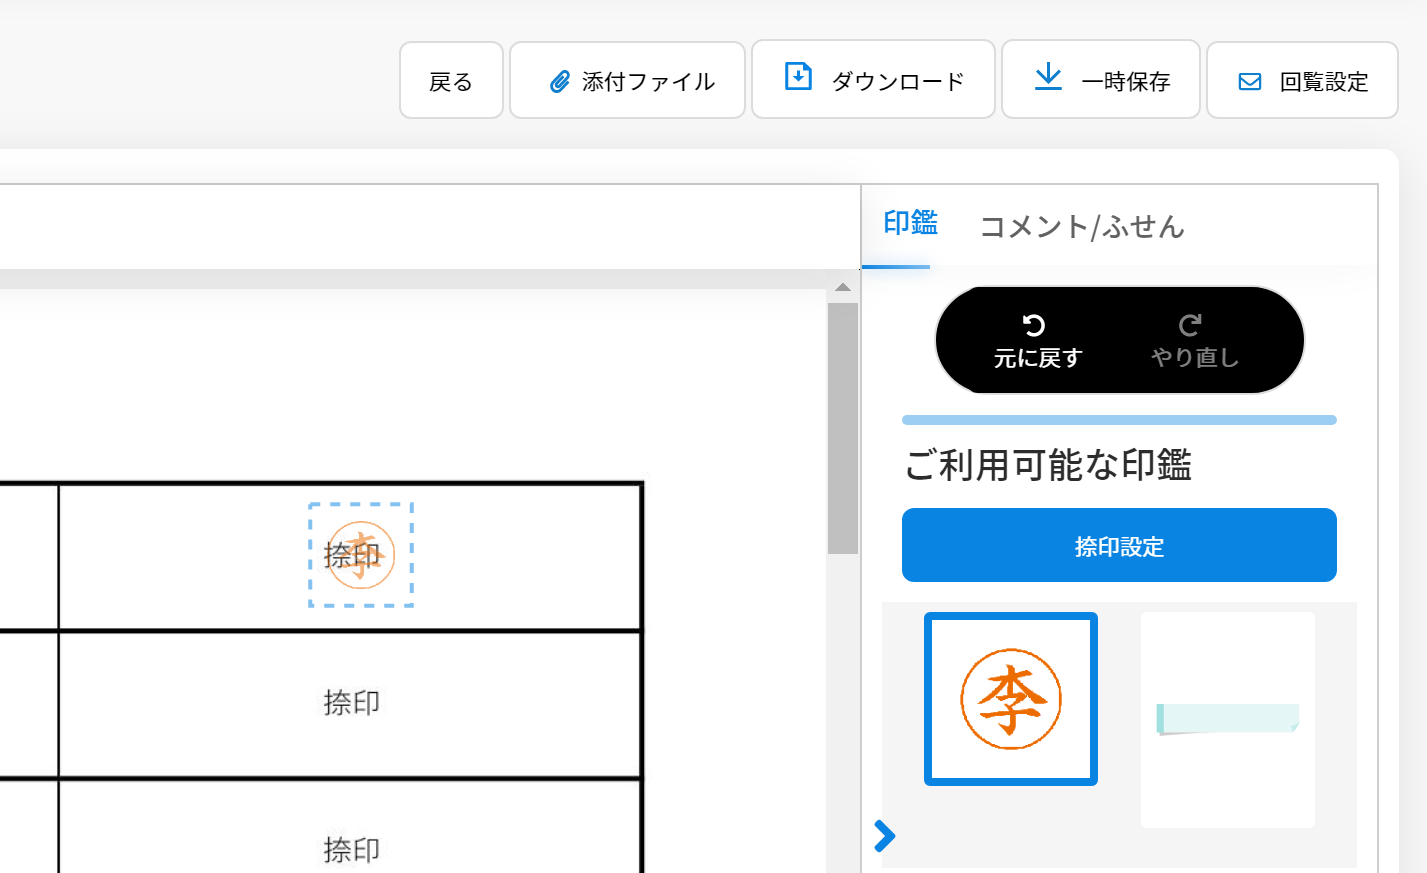 戻る 添付ファイル ダウンロード 一時保存 回覧設定
印鑑 コメント/ふせん
元に戻す やり直し
ご利用可能な印鑑
捺印設定
捺印
李
李
捺印
捺印